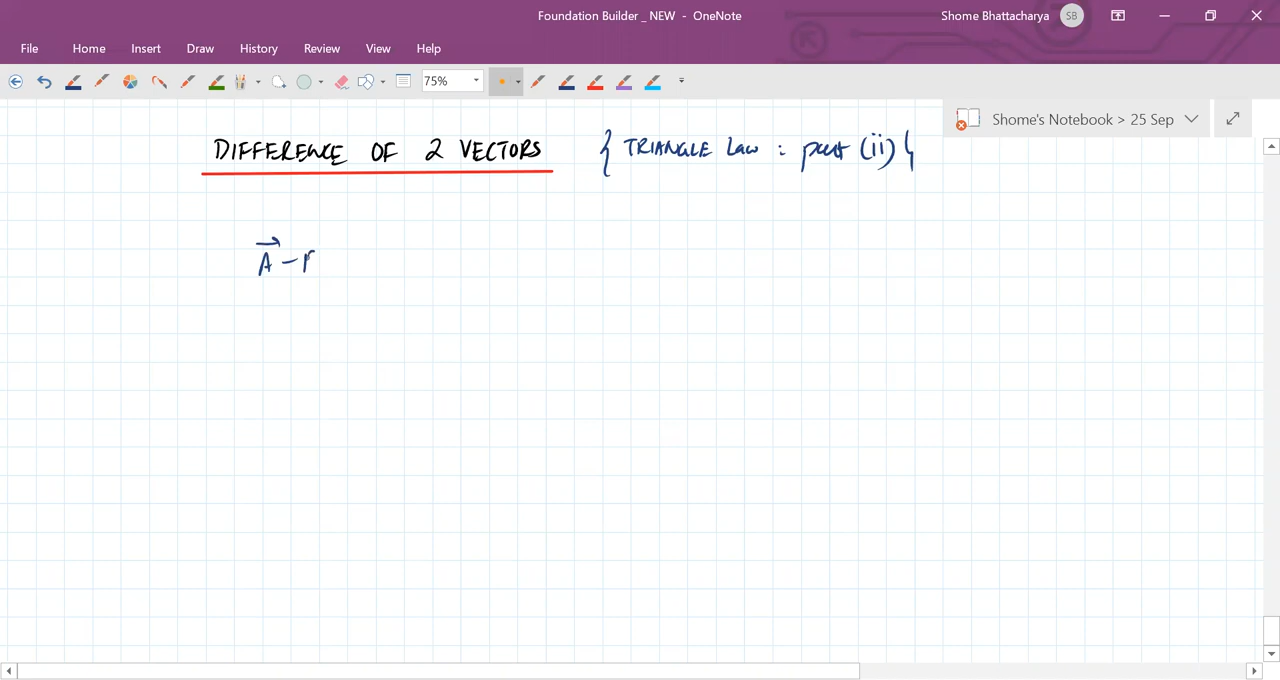 Foundation Builder _ NEW - OneNote
Shome Bhattacharya SB
File Home Insert Draw History Review View Help
75%
Shome's Notebook > 25 Sep
DIFFERENCE OF 2 VECTORS { TRIANGLE Law : part (ii) }
A -